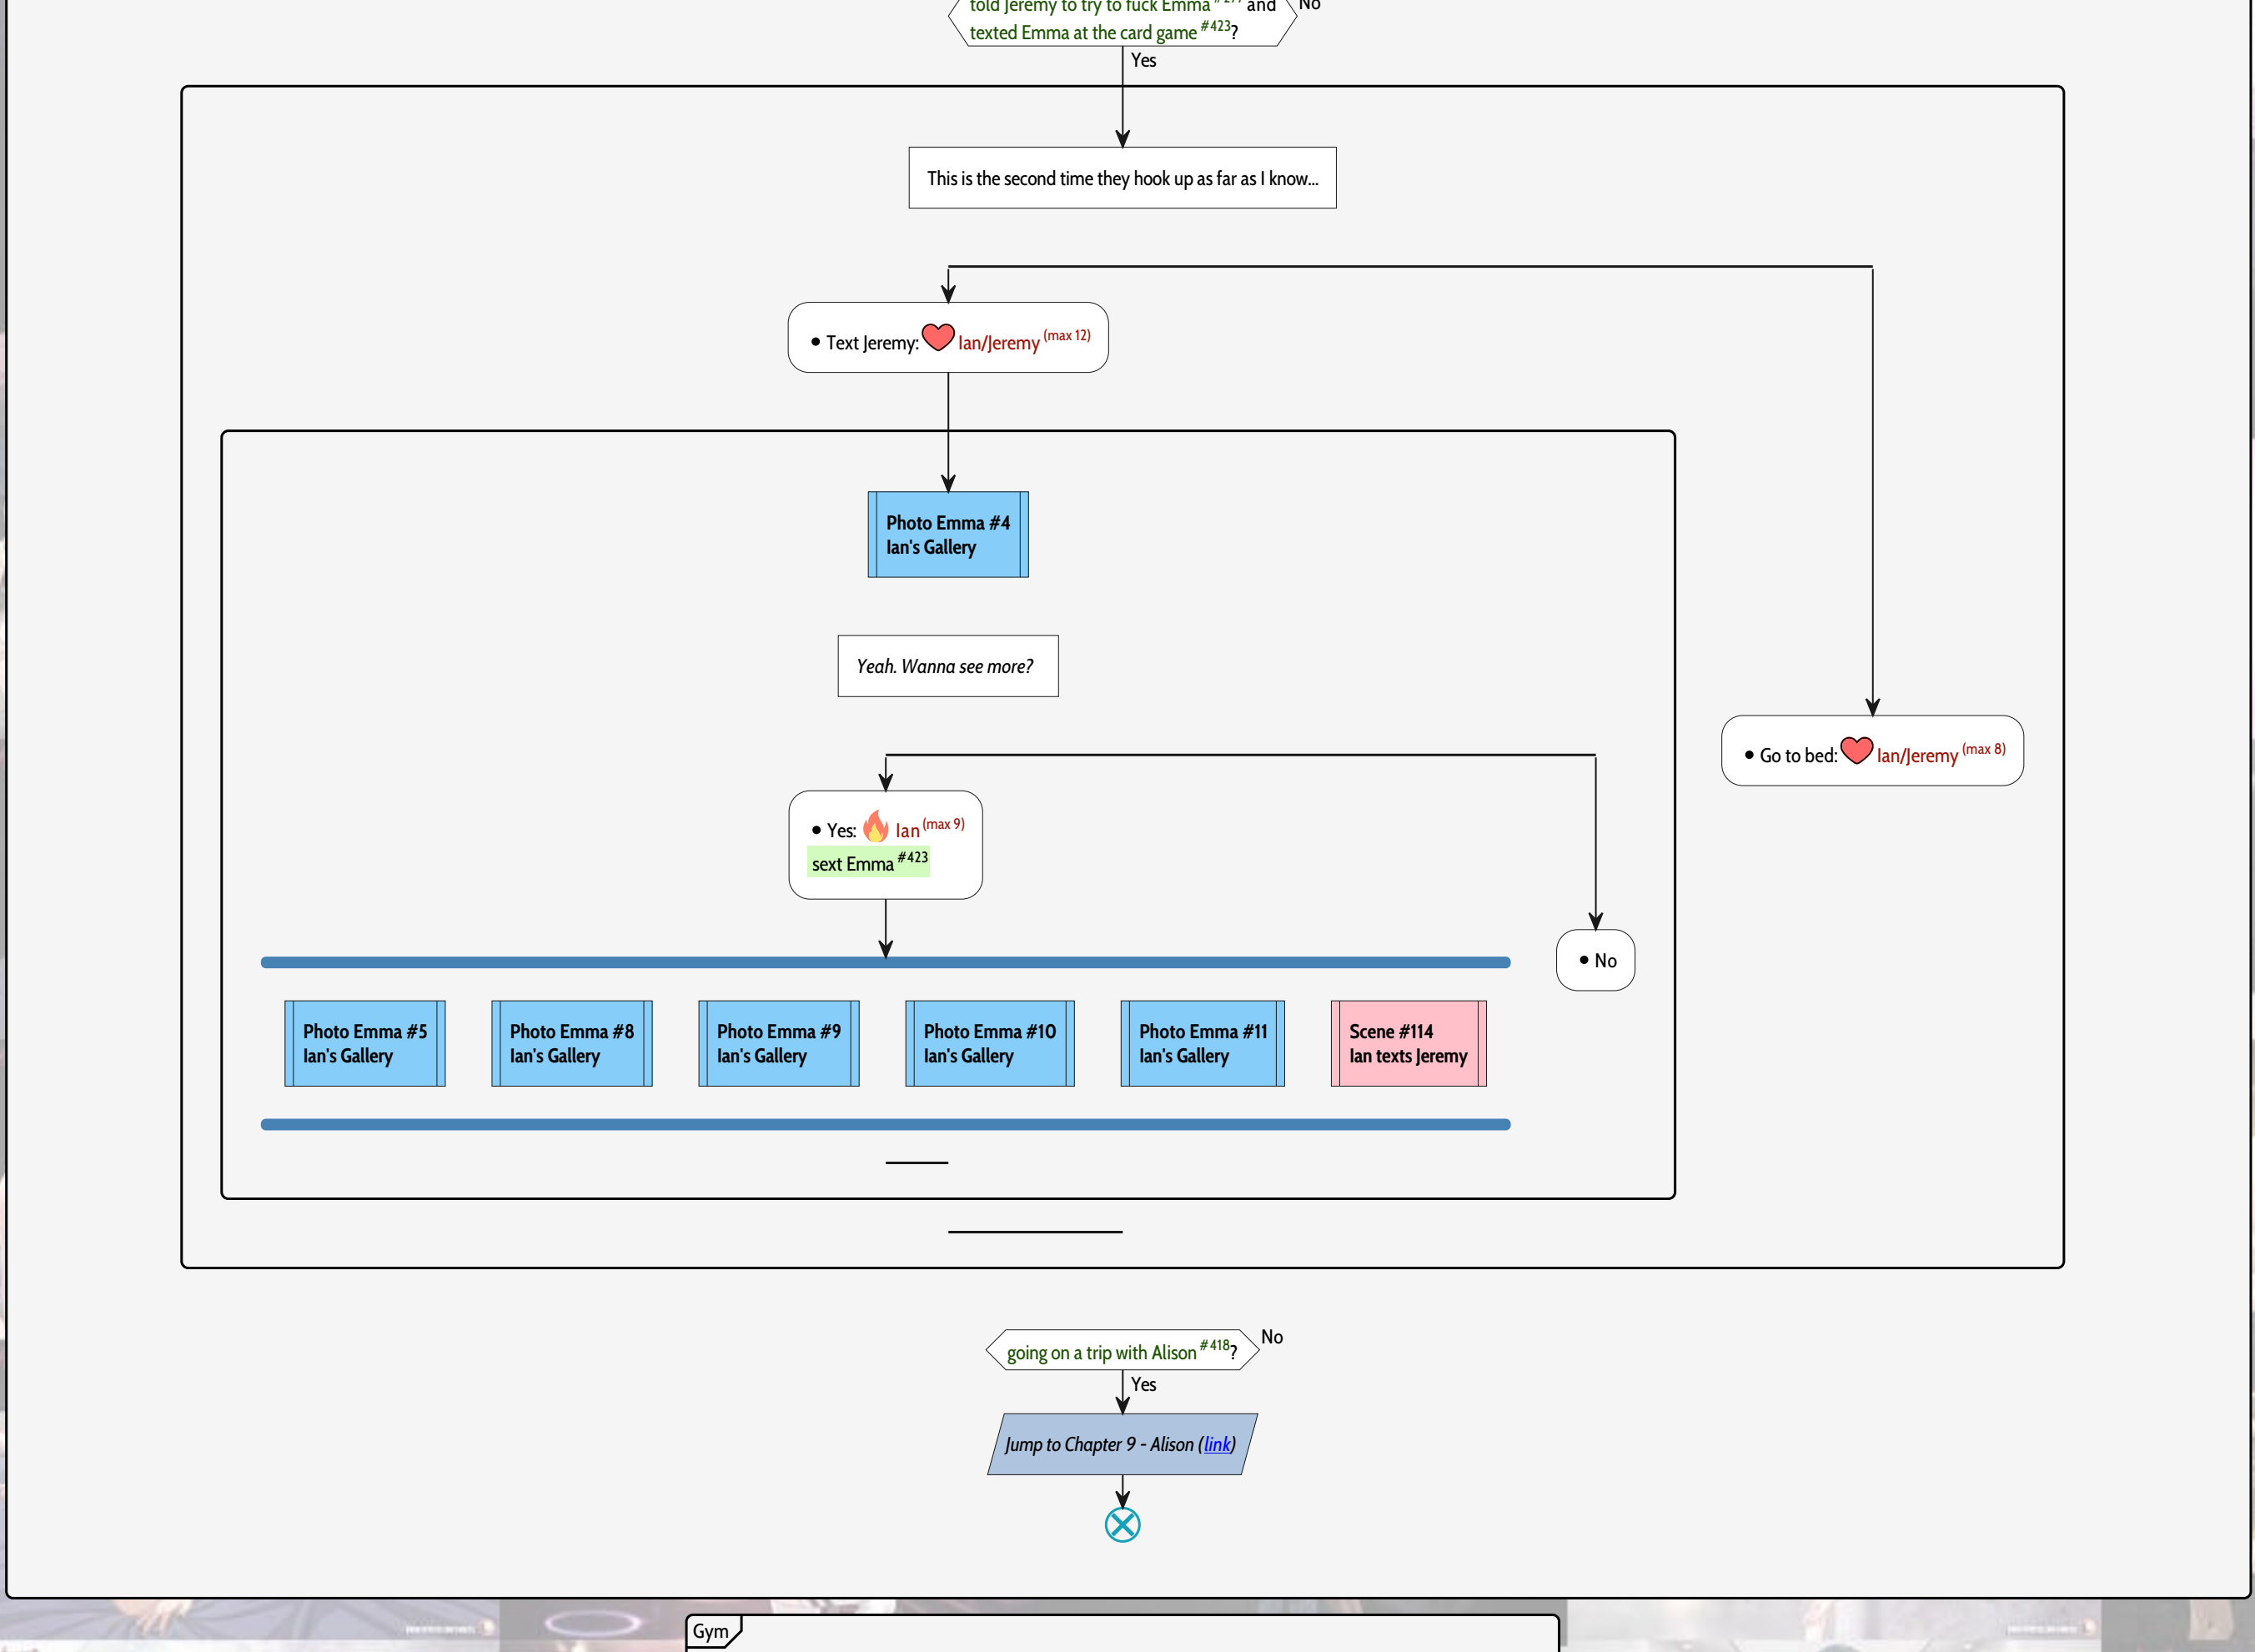 told Jeremy to try to fuck Emma and
No
texted Emma at the card game #423?
Yes
This is the second time they hook up as far as I know...
• Text Jeremy: Ian/Jeremy (max 12)
Photo Emma #4
Ian's Gallery
Yeah. Wanna see more?
• Go to bed: Ian/Jeremy (max 8)
• Yes: Ian (max 9)
sext Emma #423
• No
Photo Emma #5
Ian's Gallery
Photo Emma #8
Ian's Gallery
Photo Emma #9
Ian's Gallery
Photo Emma #10
Ian's Gallery
Photo Emma #11
Ian's Gallery
Scene #114
Ian texts Jeremy
going on a trip with Alison #418?
No
Yes
Jump to Chapter 9 - Alison (link)
Gym